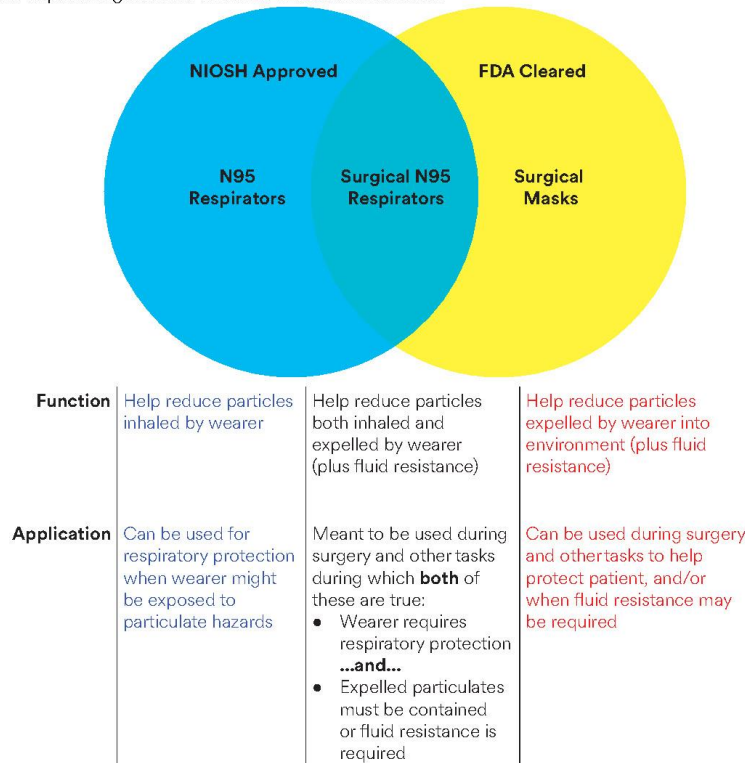 NIOSH Approved
FDA Cleared
N95
Respirators
Surgical N95
Respirators
Surgical
Masks
Function
Help reduce particles
inhaled by wearer
Help reduce particles
both inhaled and
expelled by wearer
(plus fluid resistance)
Help reduce particles
expelled by wearer into
environment (plus fluid
resistance)
Application
Can be used for
respiratory protection
when wearer might
be exposed to
particulate hazards
Meant to be used during
surgery and other tasks
during which both of
these are true:
● Wearer requires
respiratory protection
...and...
● Expelled particulates
must be contained
or fluid resistance is
required
Can be used during surgery
and other tasks to help
protect patient, and/or
when fluid resistance may
be required